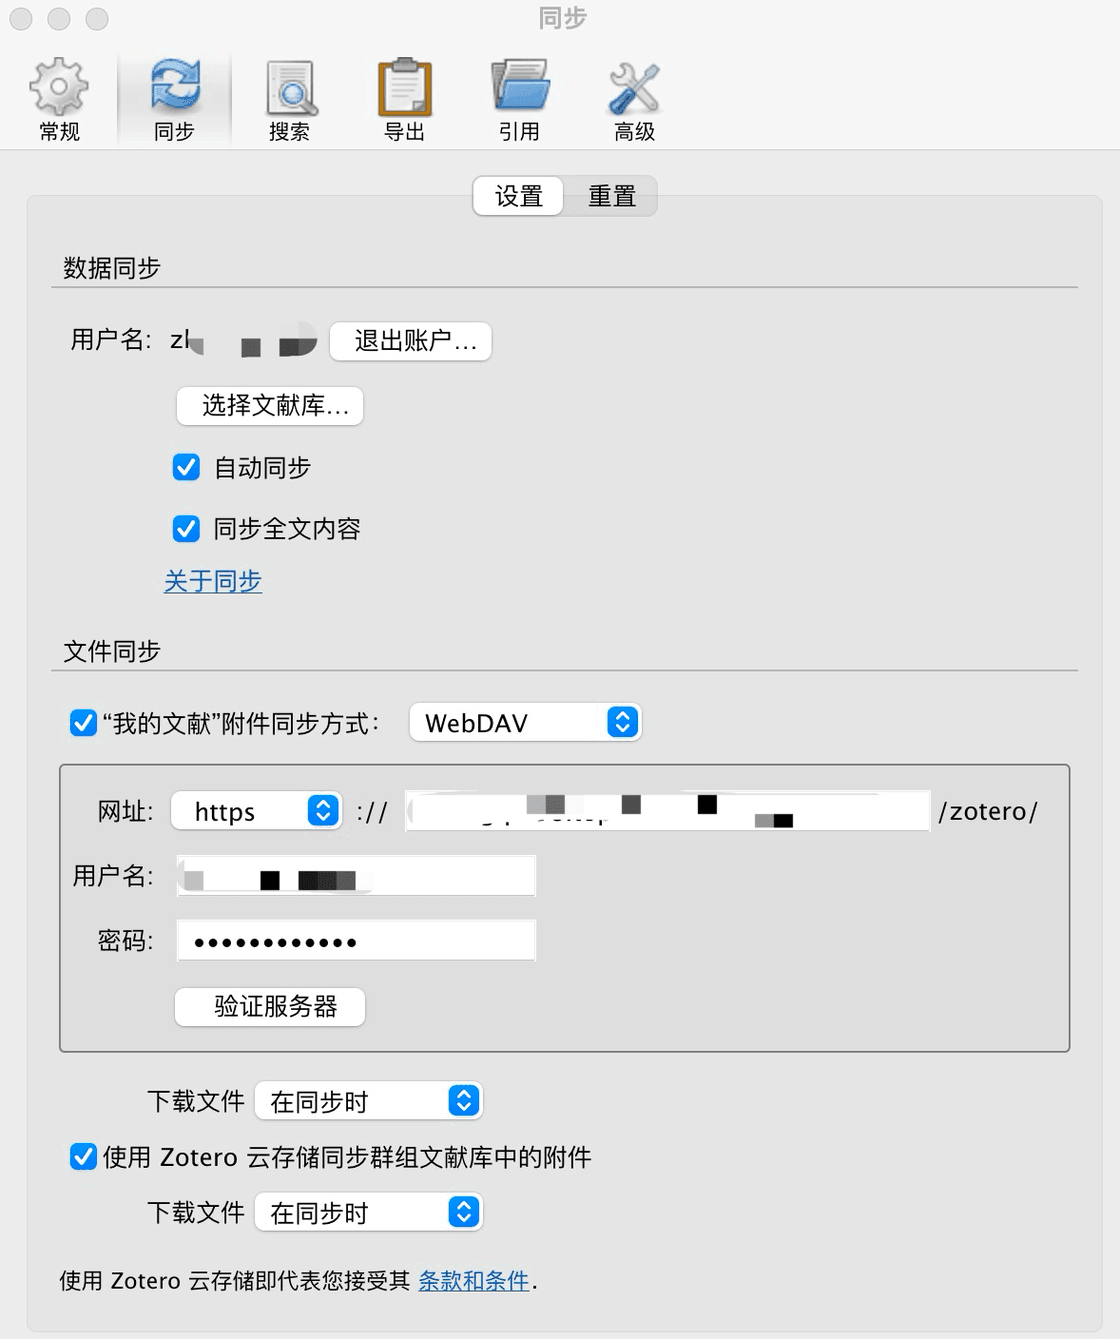 同步
常规 同步 搜索 导出 引用 高级
设置 重置
数据同步
用户名: 退出账户...
选择文献库...
自动同步
同步全文内容
关于同步
文件同步
“我的文献”附件同步方式: WebDAV
网址: https :// /zotero/
用户名:
密码: ●●●●●●●●●●●●
验证服务器
下载文件 在同步时
使用 Zotero 云存储同步群组文献库中的附件
下载文件 在同步时
使用 Zotero 云存储即代表您接受其 条款和条件.